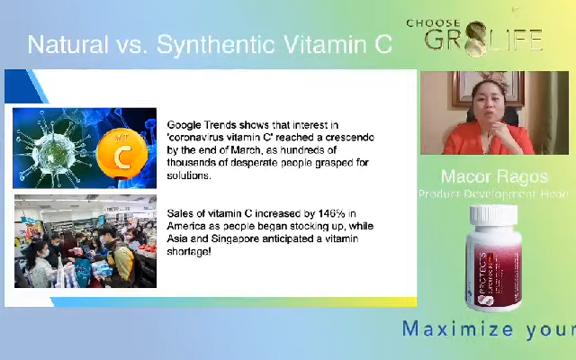 CHOOSE
GR8LIFE
Natural vs. Synthentic Vitamin C
VIT
C
Google Trends shows that interest in
'coronavirus vitamin C' reached a crescendo
by the end of March, as hundreds of
thousands of desperate people grasped for
solutions.
Sales of vitamin C increased by 146% in
America as people began stocking up, while
Asia and Singapore anticipated a vitamin
shortage!
Macor Ragos
Product Development Head
PROTECTS
Maximize your